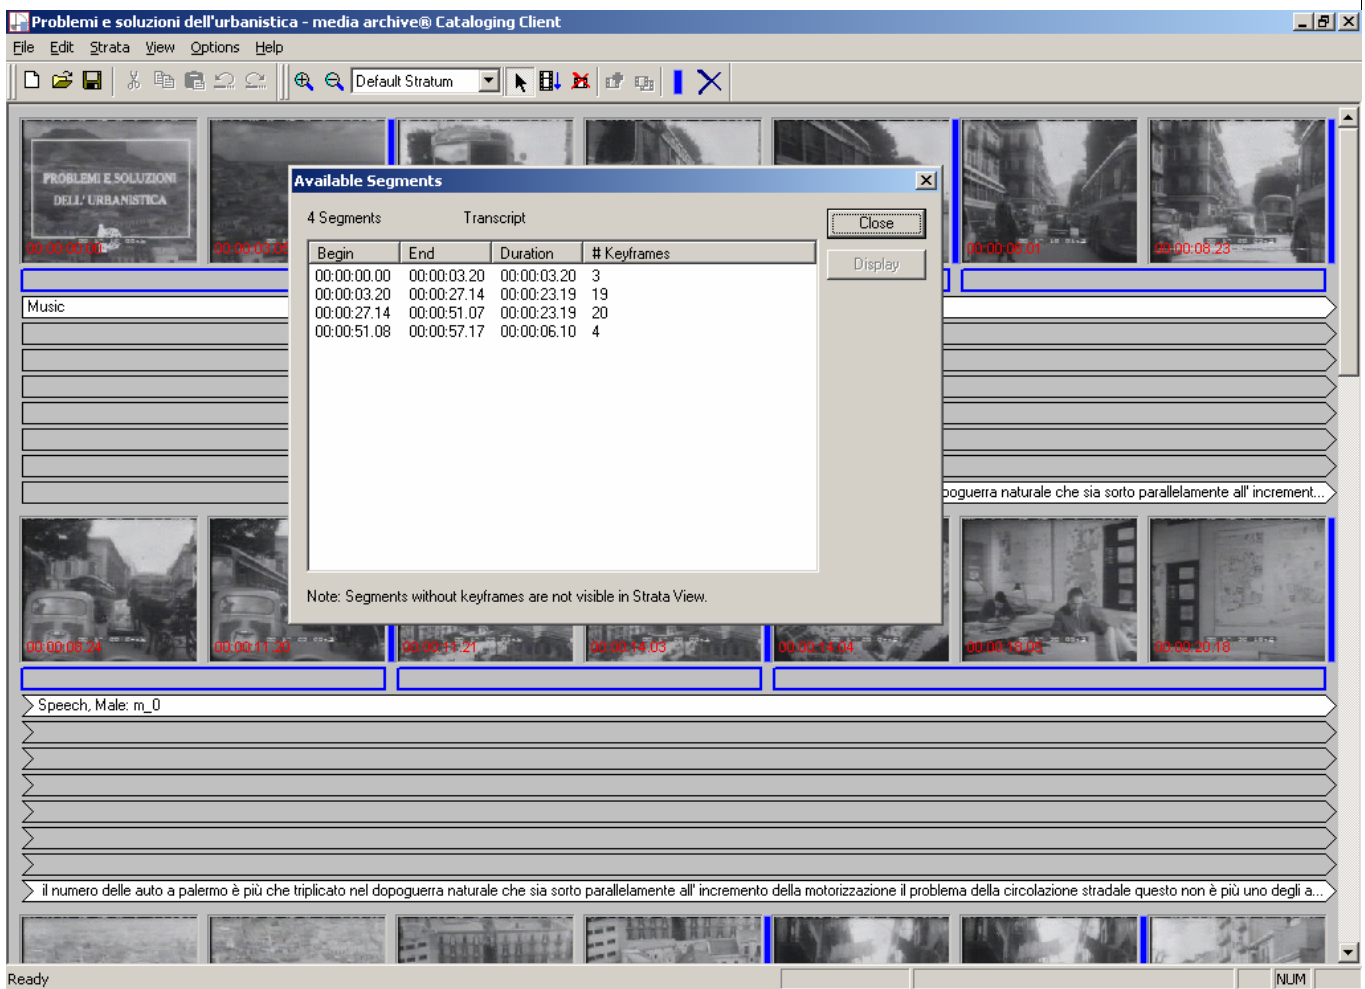 Problemi e soluzioni dell'urbanistica - media archive® Cataloging Client
File Edit Strata View Options Help
Default Stratum
PROBLEMI E SOLUZIONI
DELL' URBANISTICA
00:00:08.23
Available Segments
4 Segments Transcript
Close
Display
Begin End Duration # Keyframes
00:00:00.00 00:00:03.20 00:00:03.20 3
00:00:03.20 00:00:27.14 00:00:23.19 19
00:00:27.14 00:00:51.07 00:00:23.19 20
00:00:51.08 00:00:57.17 00:00:06.10 4
Note: Segments without keyframes are not visible in Strata View.
Music
naturale che sia sorto parallelamente all' increment...
00:00:08.24 00:00:11.20 00:00:11.21 00:00:14.03 00:00:14.04 00:00:18.05 00:00:20.18
Speech, Male: m_0
il numero delle auto a palermo è più che triplicato nel dopoguerra naturale che sia sorto parallelamente all' incremento della motorizzazione il problema della circolazione stradale questo non è più uno degli a...
Ready NUM